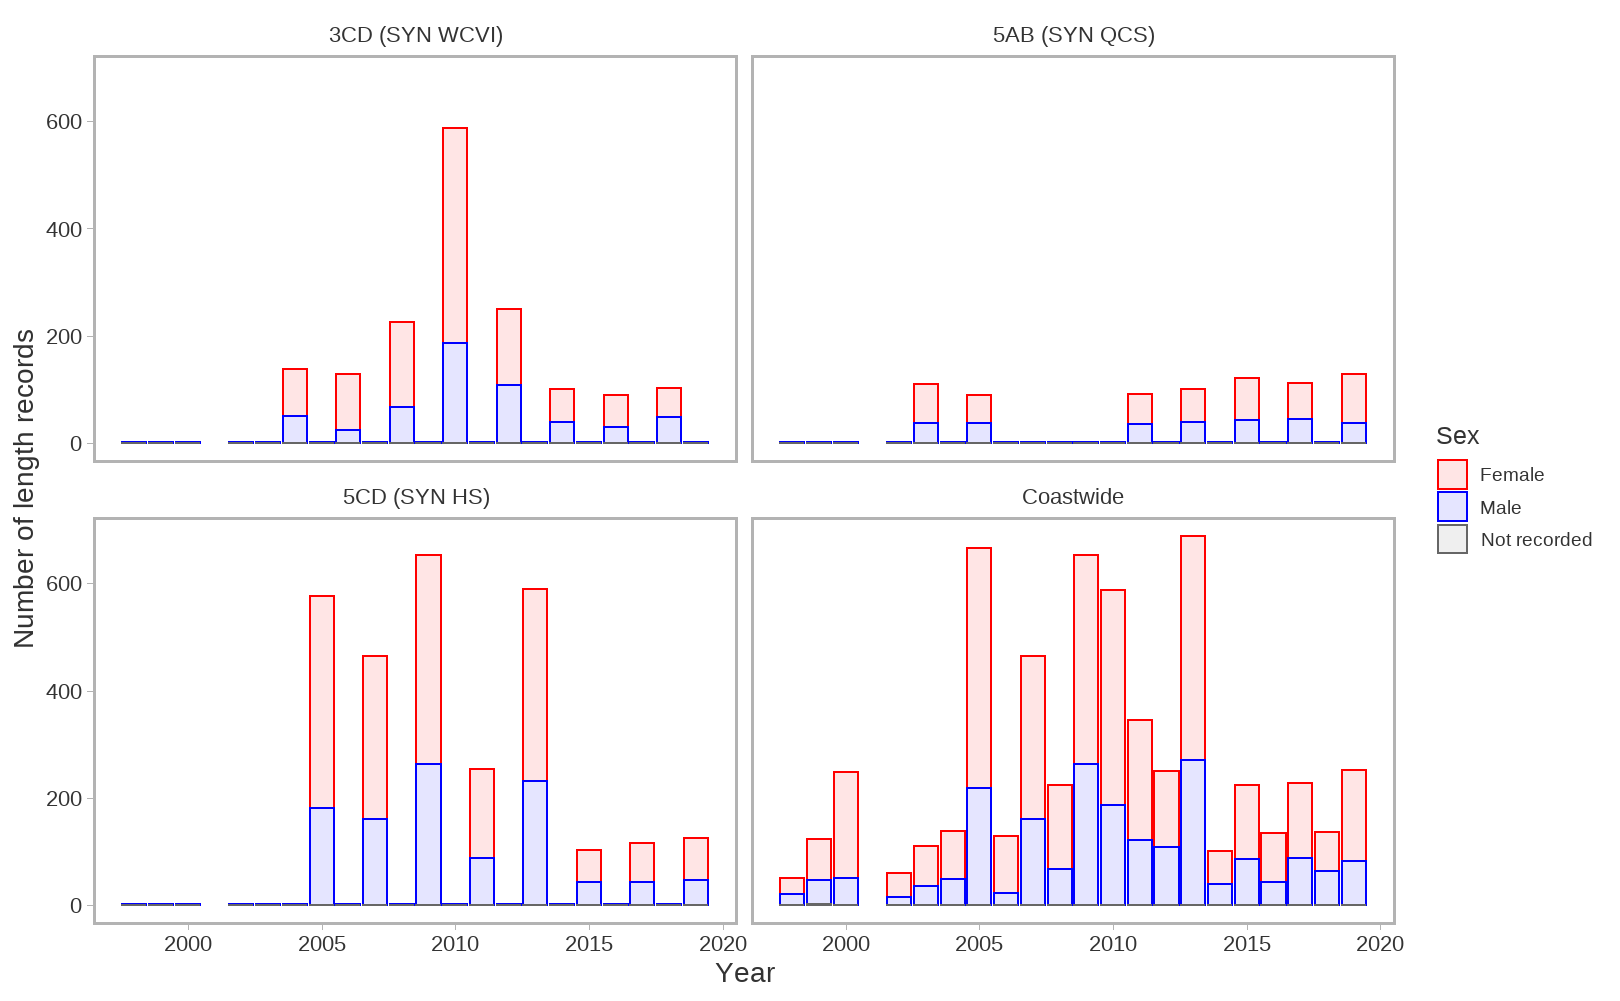 3CD (SYN WCVI)
5AB (SYN QCS)
600
400
200
0
Number of length records
5CD (SYN HS)
Coastwide
600
400
200
0
2000
2005
2010
2015
2020
2000
2005
2010
2015
2020
Year
Sex
Female
Male
Not recorded